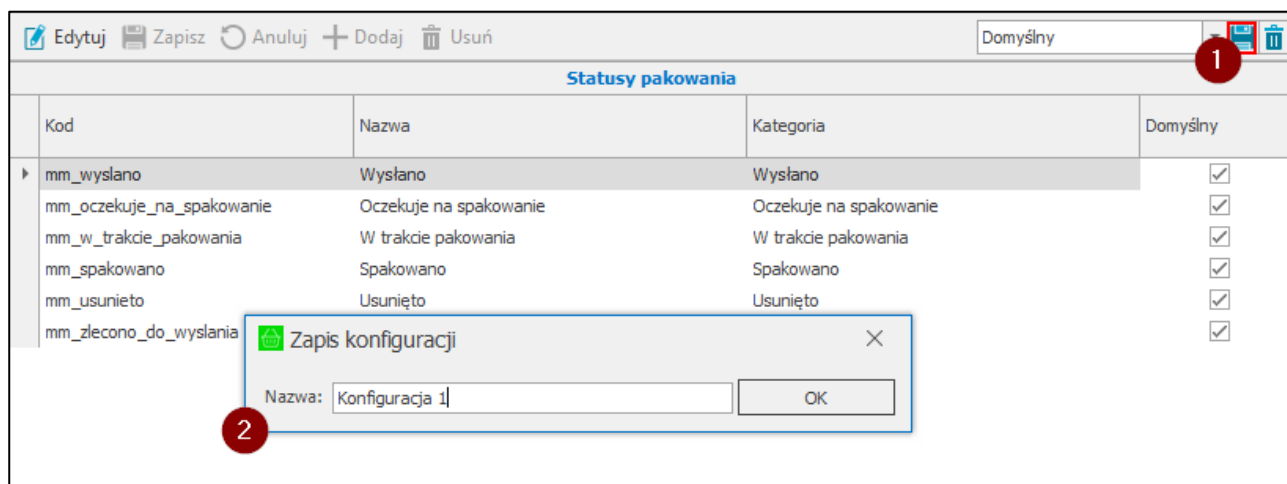 Edytuj Zapisz Anuluj Dodaj Usuń Domyślny
1
Statusy pakowania
Kod Nazwa Kategoria Domyślny
mm_wyslano Wysłano Wysłano
mm_oczekuje_na_spakowanie Oczekuje na spakowanie Oczekuje na spakowanie
mm_w_trakcie_pakowania W trakcie pakowania W trakcie pakowania
mm_spakowano Spakowano Spakowano
mm_usunieto Usunięto Usunięto
mm_zlecono_do_wyslania
Zapis konfiguracji
Nazwa: Konfiguracja 1 OK
2